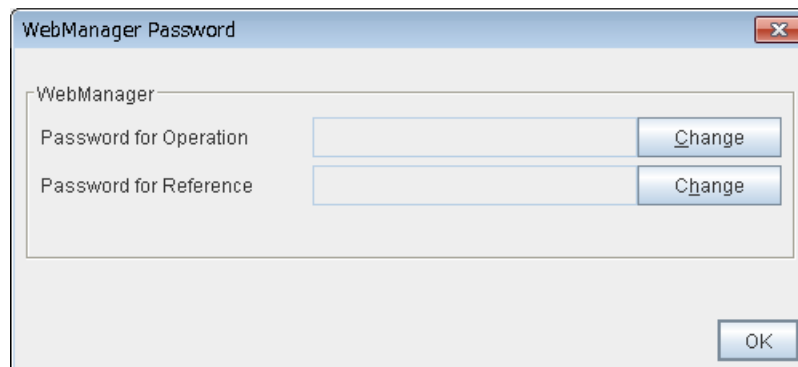 WebManager Password
WebManager
Password for Operation Change
Password for Reference Change
OK